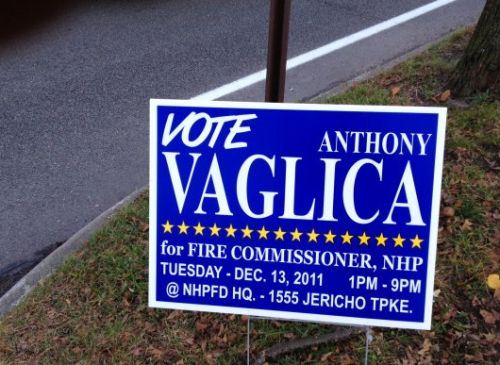 VOTE ANTHONY
VAGLICA
for FIRE COMMISSIONER, NHP
TUESDAY - DEC. 13, 2011 1PM - 9PM
@ NHPFD HQ. - 1555 JERICHO TPKE.